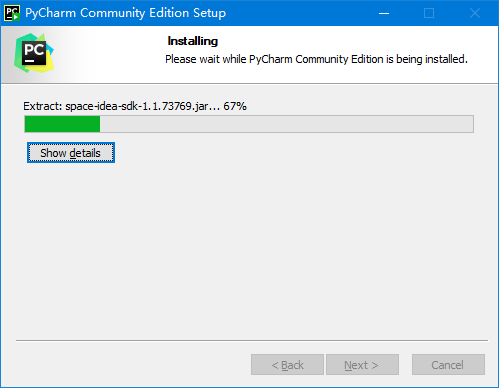 PC PyCharm Community Edition Setup
PC
Installing
Please wait while PyCharm Community Edition is being installed.
Extract: space-idea-sdk-1.1.73769.jar... 67%
Show details
< Back Next > Cancel